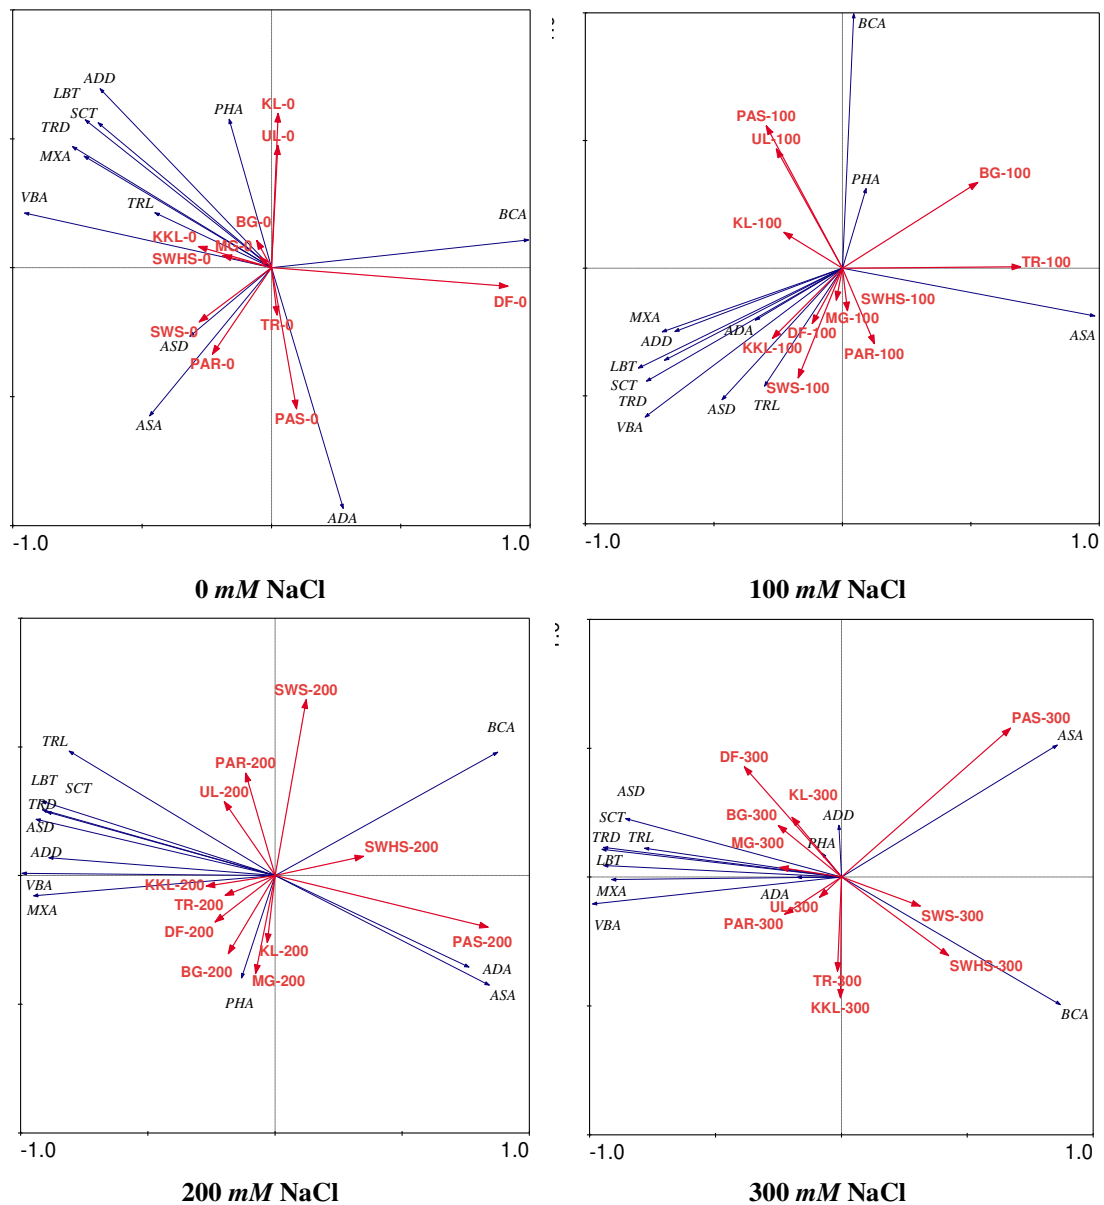 ADD
LBT
SCT
TRD
MXA
VBA
TRL
PHA
KL-0
UL-0
BG-0
KKL-0
MG-0
SWHS-0
BCA
DF-0
SWS-0
ASD
TR-0
PAR-0
ASA
PAS-0
ADA
-1.0
1.0
0 mM NaCl
BCA
PAS-100
UL-100
PHA
BG-100
KL-100
TR-100
SWHS-100
MXA
ADD
ADA
MG-100
DF-100
ASA
KKL-100
PAR-100
LBT
SCT
SWS-100
TRD
ASD
TRL
VBA
-1.0
1.0
100 mM NaCl
SWS-200
BCA
TRL
PAR-200
LBT
SCT
UL-200
TRD
ASD
SWHS-200
ADD
VBA
KKL-200
MXA
TR-200
DF-200
PAS-200
KL-200
BG-200
MG-200
ADA
ASA
PHA
-1.0
1.0
200 mM NaCl
PAS-300
ASA
DF-300
ASD
KL-300
SCT
BG-300
ADD
TRD
TRL
MG-300
PHA
LBT
MXA
ADA
UL-300
VBA
PAR-300
SWS-300
SWHS-300
TR-300
KKL-300
BCA
-1.0
1.0
300 mM NaCl